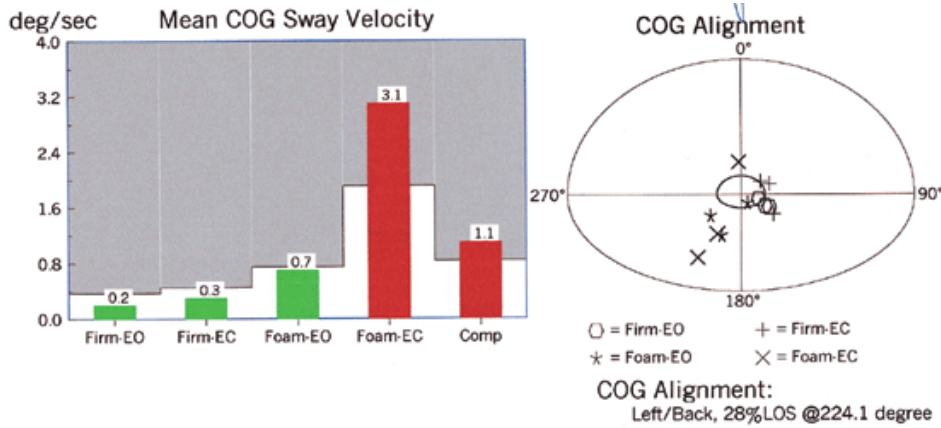 deg/sec
Mean COG Sway Velocity
4.0
3.2
2.4
1.6
0.8
0.0
0.2
0.3
0.7
3.1
1.1
Firm-EO
Firm-EC
Foam-EO
Foam-EC
Comp
COG Alignment
0°
270°
90°
180°
= Firm-EO
+ = Firm-EC
= Foam-EO
× = Foam-EC
COG Alignment:
Left/Back, 28%LOS @224.1 degree